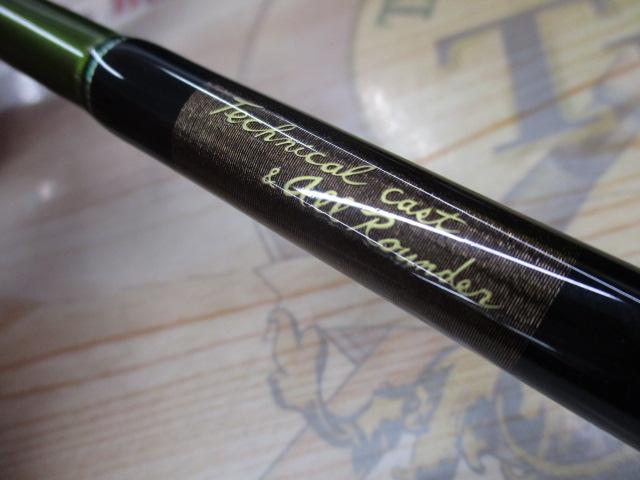 Technical cast
& All Rounder